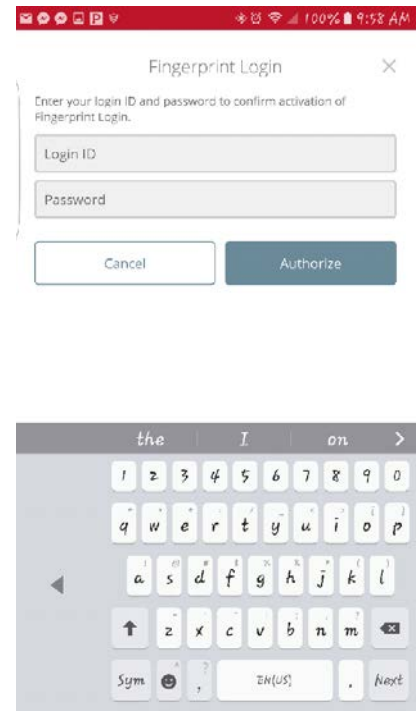 100% 9:58 AM
Fingerprint Login
Enter your login ID and password to confirm activation of
Fingerprint Login.
Login ID
Password
Cancel Authorize
the I on
1 2 3 4 5 6 7 8 9 0
q w e r t y u i o p
a s d f g h j k l
z x c v b n m
Sym , EN(US) . Next